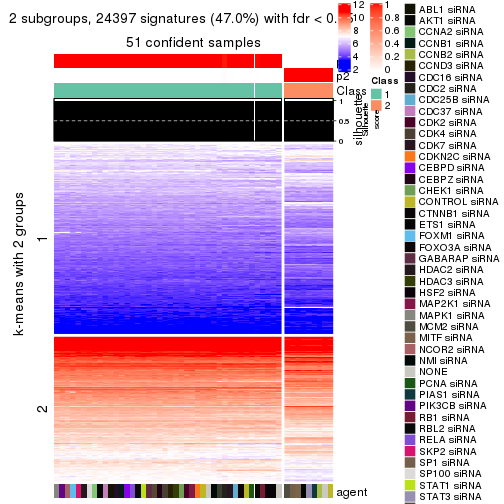 2 subgroups, 24397 signatures (47.0%) with fdr < 0.
51 confident samples
p2
Class
silhouette
1
0.5
0
k-means with 2 groups
1
2
agent
12
10
8
6
4
2
1
0.8
0.6
0.4
0.2
0
Class
1
2
Silhouette
score
ABL1 siRNA
AKT1 siRNA
CCNA2 siRNA
CCNB1 siRNA
CCNB2 siRNA
CCND3 siRNA
CDC16 siRNA
CDC2 siRNA
CDC25B siRNA
CDC37 siRNA
CDK2 siRNA
CDK4 siRNA
CDK7 siRNA
CDKN2C siRNA
CEBPD siRNA
CEBPZ siRNA
CHEK1 siRNA
CONTROL siRNA
CTNNB1 siRNA
ETS1 siRNA
FOXM1 siRNA
FOXO3A siRNA
GABARAP siRNA
HDAC2 siRNA
HDAC3 siRNA
HSF2 siRNA
MAP2K1 siRNA
MAPK1 siRNA
MCM2 siRNA
MITF siRNA
NCOR2 siRNA
NMI siRNA
NONE
PCNA siRNA
PIAS1 siRNA
PIK3CB siRNA
RB1 siRNA
RBL2 siRNA
RELA siRNA
SKP2 siRNA
SP1 siRNA
SP100 siRNA
STAT1 siRNA
STAT3 siRNA